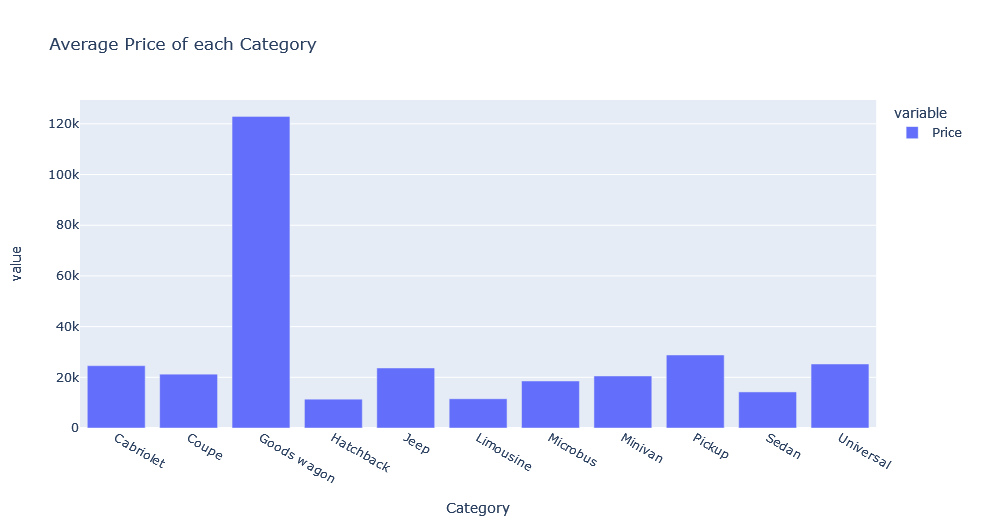 Average Price of each Category
variable
Price
value
120k
100k
80k
60k
40k
20k
0
Cabriolet
Coupe
Goods wagon
Hatchback
Jeep
Limousine
Microbus
Minivan
Pickup
Sedan
Universal
Category